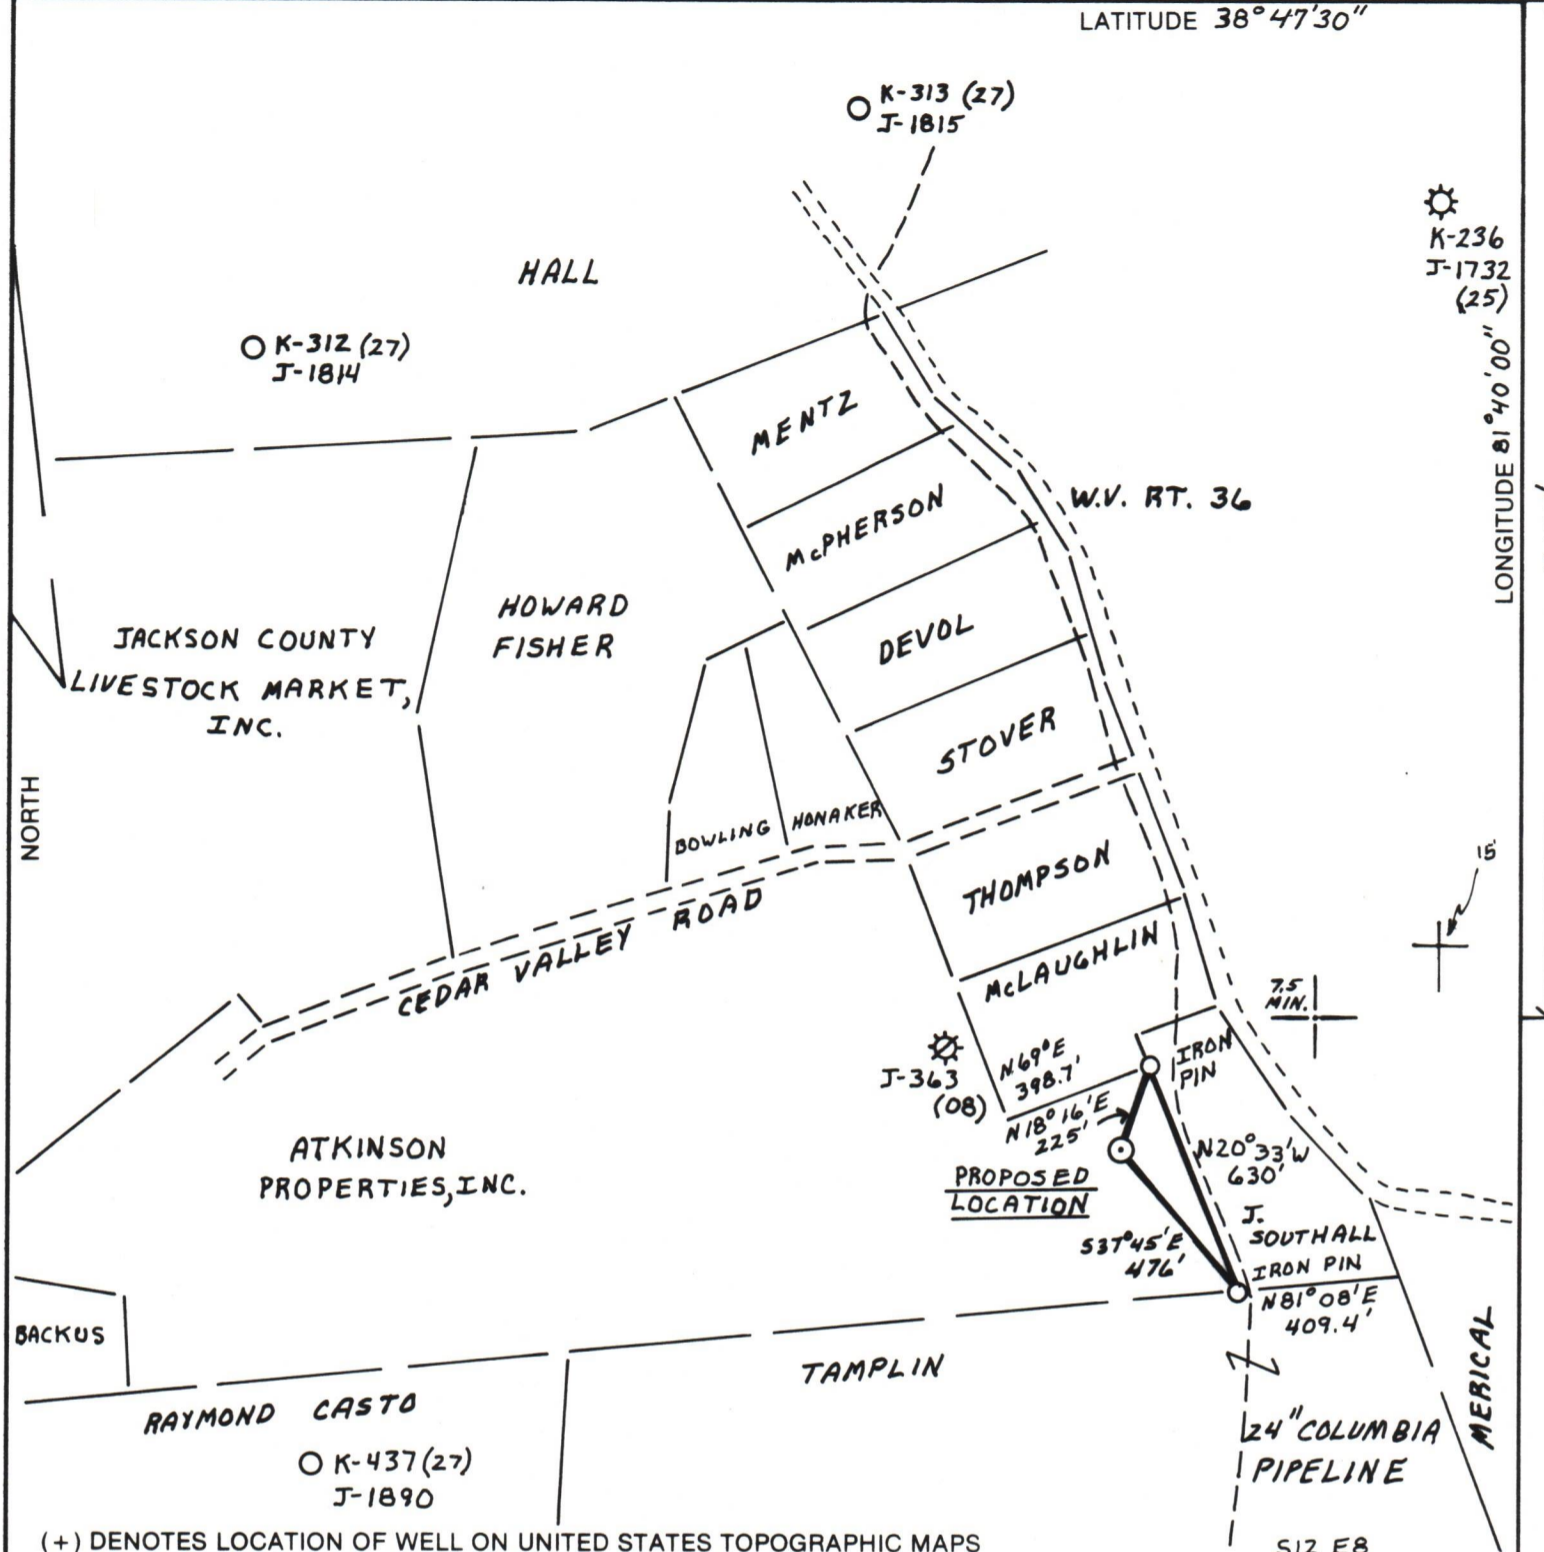 LATITUDE 38°47'30"
K-313 (27)
J-1815
K-236
J-1732
(25)
LONGITUDE 81°40'00"
HALL
K-312 (27)
J-1814
MENTZ
McPHERSON
W.V. RT. 36
HOWARD
FISHER
JACKSON COUNTY
LIVESTOCK MARKET,
INC.
DEVOL
STOVER
NORTH
BOWLING
HONAKER
THOMPSON
15'
CEDAR VALLEY ROAD
McLAUGHLIN
7.5
MIN.
J-363
(08)
N69°E
398.7'
IRON
PIN
N18°16'E
225'
ATKINSON
PROPERTIES, INC.
PROPOSED
LOCATION
N20°33'W
630'
J.
SOUTHALL
S37°45'E
476'
IRON PIN
N81°08'E
409.4'
BACKUS
TAMPLIN
MERICAL
RAYMOND CASTO
K-437 (27)
J-1890
24" COLUMBIA
PIPELINE
(+) DENOTES LOCATION OF WELL ON UNITED STATES TOPOGRAPHIC MAPS
S12 E8